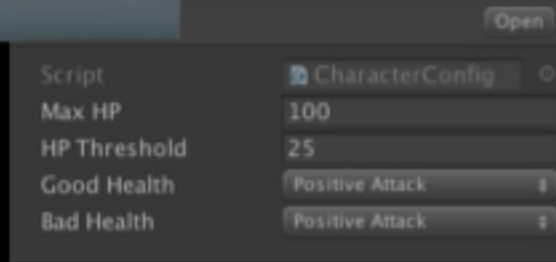 Open
Script CharacterConfig
Max HP 100
HP Threshold 25
Good Health Positive Attack
Bad Health Positive Attack